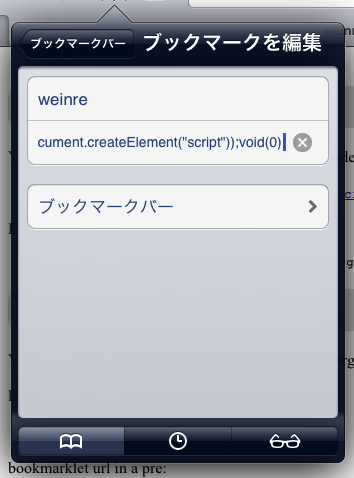 ブックマークバー
ブックマークを編集
weinre
cument.createElement("script"));void(0)
ブックマークバー
bookmarklet url in a pre: